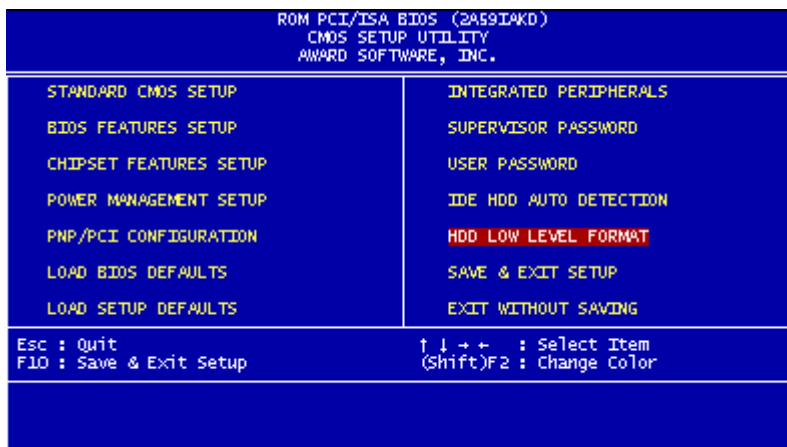 ROM PCI/ISA BIOS (2A59IAKD)
CMOS SETUP UTILITY
AWARD SOFTWARE, INC.
STANDARD CMOS SETUP
BIOS FEATURES SETUP
CHIPSET FEATURES SETUP
POWER MANAGEMENT SETUP
PNP/PCI CONFIGURATION
LOAD BIOS DEFAULTS
LOAD SETUP DEFAULTS
INTEGRATED PERIPHERALS
SUPERVISOR PASSWORD
USER PASSWORD
IDE HDD AUTO DETECTION
HDD LOW LEVEL FORMAT
SAVE & EXIT SETUP
EXIT WITHOUT SAVING
Esc : Quit
F10 : Save & Exit Setup
↑ ↓ → ← : Select Item
(Shift)F2 : Change Color